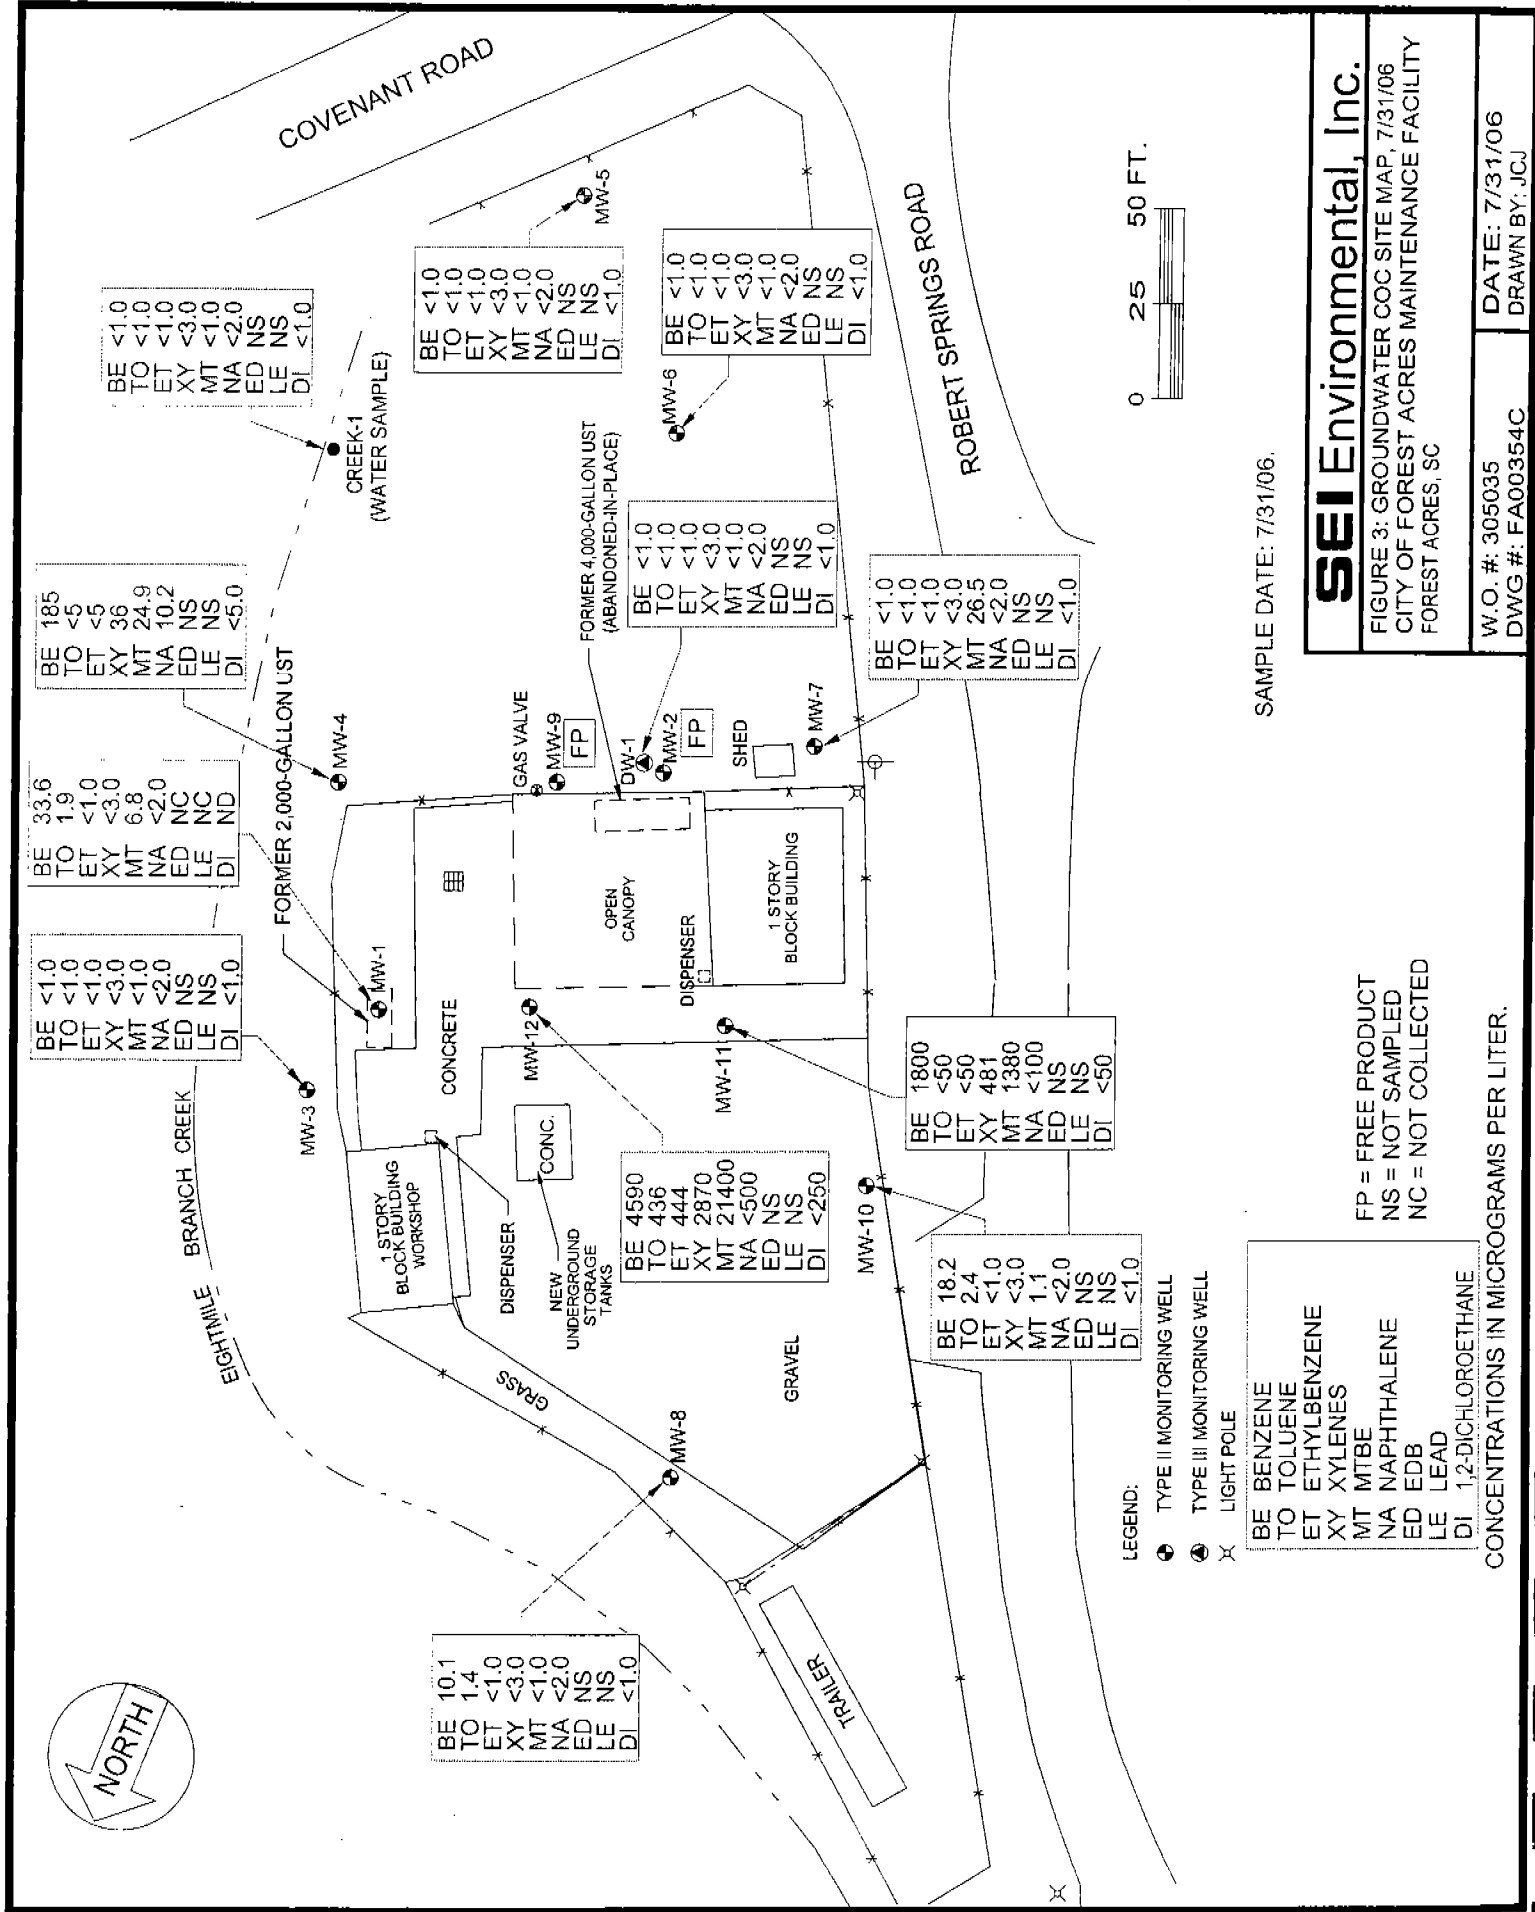 COVENANT ROAD
BE <1.0
TO <1.0
ET <1.0
XY <3.0
MT <1.0
NA <2.0
ED NS
LE NS
DI <1.0
CREEK-1
(WATER SAMPLE)
BE <1.0
TO <1.0
ET <1.0
XY <3.0
MT <1.0
NA <2.0
ED NS
LE NS
DI <1.0
MW-5
BE <1.0
TO <1.0
ET <1.0
XY <3.0
MT <1.0
NA <2.0
ED NS
LE NS
DI <1.0
MW-6
ROBERT SPRINGS ROAD
BE 185
TO <5
ET <5
XY 36
MT 24.9
NA 10.2
ED NS
LE NS
DI <5.0
MW-4
FORMER 2,000-GALLON UST
FORMER 4,000-GALLON UST
(ABANDONED-IN-PLACE)
BE <1.0
TO <1.0
ET <1.0
XY <3.0
MT <1.0
NA <2.0
ED NS
LE NS
DI <1.0
BE <1.0
TO <1.0
ET <1.0
XY <3.0
MT 26.5
NA <2.0
ED NS
LE NS
DI <1.0
GAS VALVE
MW-9
FP
DW-1
MW-2
FP
SHED
MW-7
BE 33.6
TO 1.9
ET <1.0
XY <3.0
MT 6.8
NA <2.0
ED NC
LE NC
DI ND
MW-1
OPEN
CANOPY
DISPENSER
1 STORY
BLOCK BUILDING
BE <1.0
TO <1.0
ET <1.0
XY <3.0
MT <1.0
NA <2.0
ED NS
LE NS
DI <1.0
MW-3
CONCRETE
MW-12
MW-11
BE 1800
TO <50
ET <50
XY 481
MT 1380
NA <100
ED NS
LE NS
DI <50
EIGHTMILE BRANCH CREEK
1 STORY
BLOCK BUILDING
WORKSHOP
DISPENSER
CONC.
NEW
UNDERGROUND
STORAGE
TANKS
BE 4590
TO 436
ET 444
XY 2870
MT 21400
NA <500
ED NS
LE NS
DI <250
MW-10
BE 18.2
TO 2.4
ET <1.0
XY <3.0
MT 1.1
NA <2.0
ED NS
LE NS
DI <1.0
GRASS
GRAVEL
MW-8
BE 10.1
TO 1.4
ET <1.0
XY <3.0
MT <1.0
NA <2.0
ED NS
LE NS
DI <1.0
TRAILER
NORTH
0 25 50 FT.
LEGEND:
TYPE II MONITORING WELL
TYPE III MONITORING WELL
LIGHT POLE
BE BENZENE
TO TOLUENE
ET ETHYLBENZENE
XY XYLENES
MT MTBE
NA NAPHTHALENE
ED EDB
LE LEAD
DI 1,2-DICHLOROETHANE
FP = FREE PRODUCT
NS = NOT SAMPLED
NC = NOT COLLECTED
CONCENTRATIONS IN MICROGRAMS PER LITER.
SAMPLE DATE: 7/31/06.
SEI Environmental, Inc.
FIGURE 3: GROUNDWATER COC SITE MAP, 7/31/06
CITY OF FOREST ACRES MAINTENANCE FACILITY
FOREST ACRES, SC
W.O. #: 305035
DWG #: FA00354C
DATE: 7/31/06
DRAWN BY: JCJ